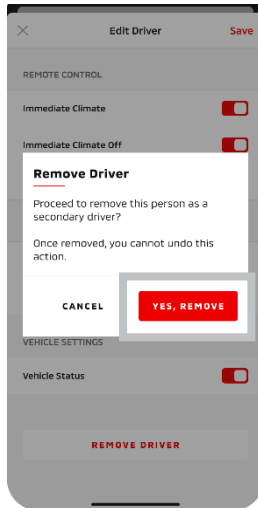 Edit Driver Save
REMOTE CONTROL
Immediate Climate
Immediate Climate Off
Remove Driver
Proceed to remove this person as a
secondary driver?
Once removed, you cannot undo this
action.
CANCEL YES, REMOVE
VEHICLE SETTINGS
Vehicle Status
REMOVE DRIVER